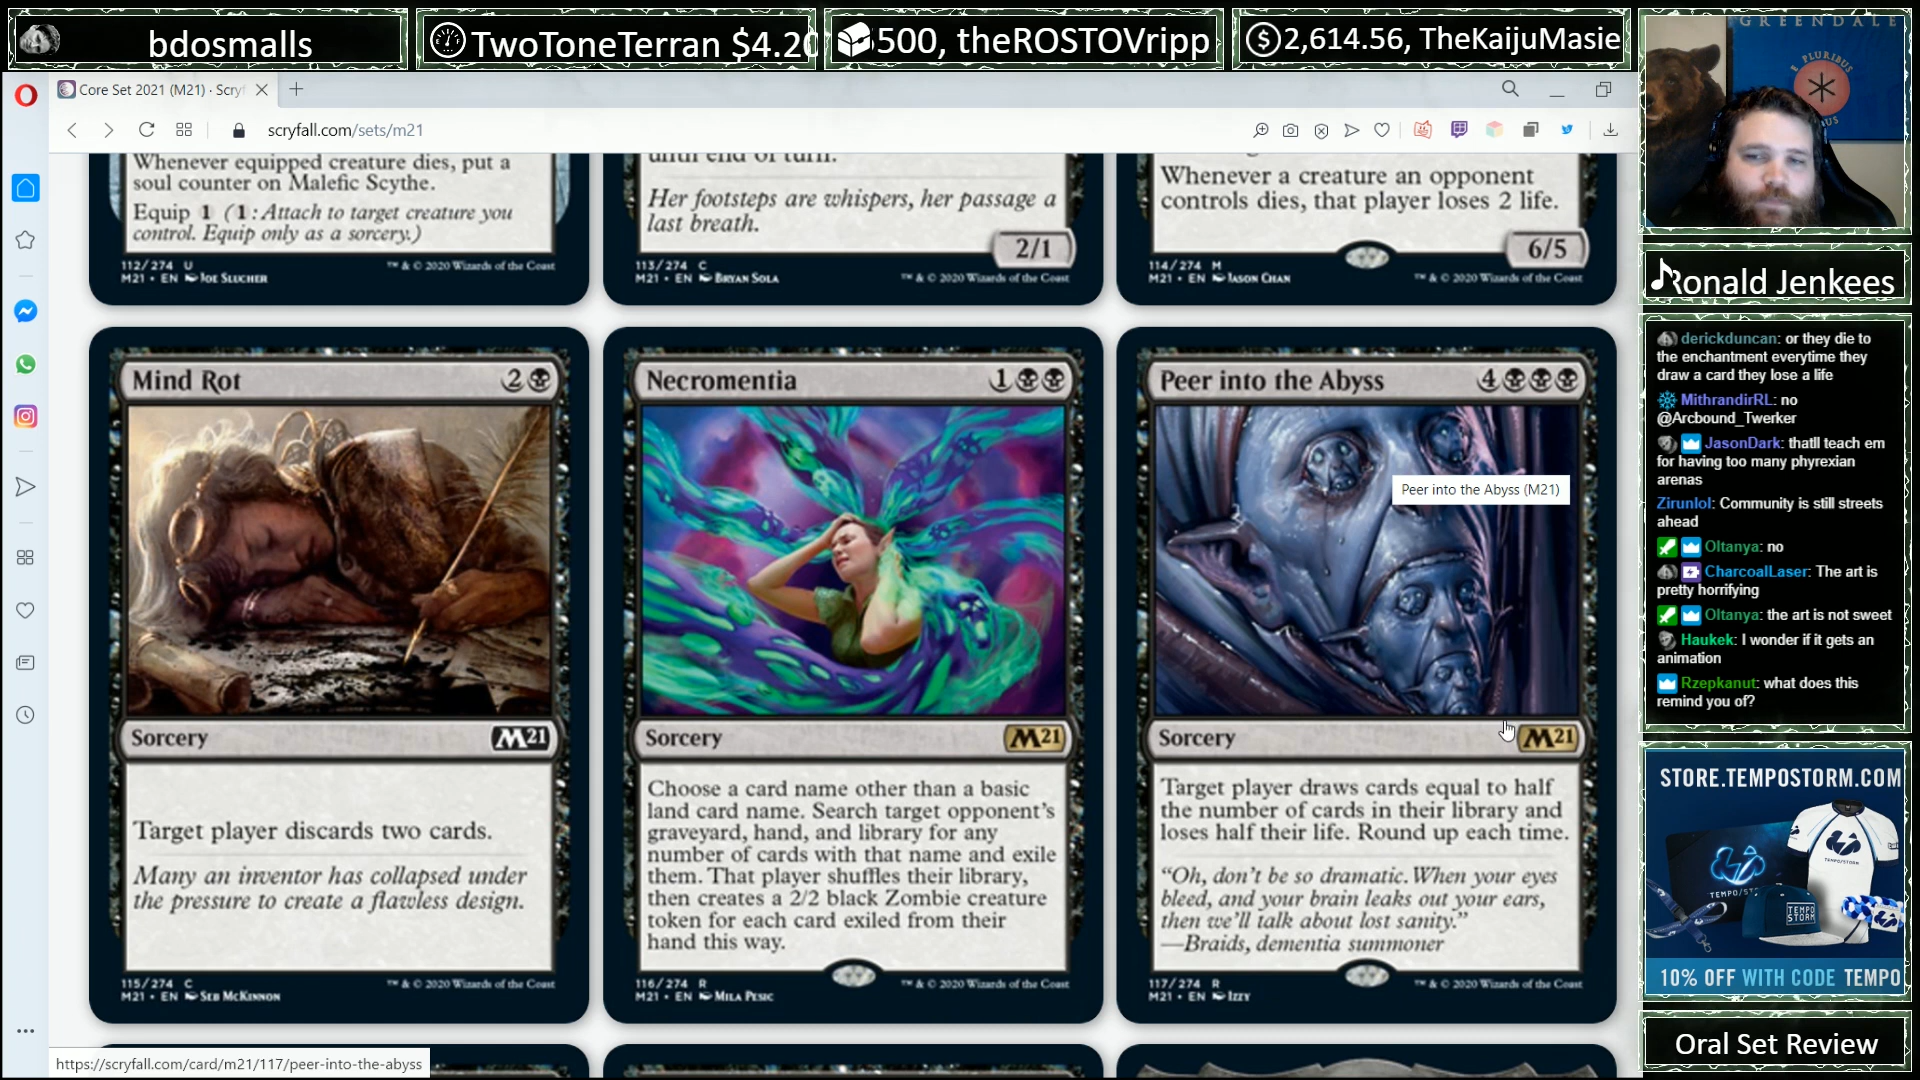 bdosmalls
TwoToneTerran $4.20
500, theROSTOVripp
2,614.56, TheKaijuMasie
GREENDALE
E PLURIBUS
Core Set 2021 (M21) · Scryf
scryfall.com/sets/m21
Whenever equipped creature dies, put a
soul counter on Malefic Scythe.
Equip 1 (1: Attach to target creature you
control. Equip only as a sorcery.)
112/274 U
M21 • EN Joe Slucher
™ & © 2020 Wizards of the Coast
until end of turn.
Her footsteps are whispers, her passage a
last breath.
2/1
113/274 C
M21 • EN Bryan Sola
™ & © 2020 Wizards of the Coast
Whenever a creature an opponent
controls dies, that player loses 2 life.
6/5
114/274 M
M21 • EN Jason Chan
™ & © 2020 Wizards of the Coast
Mind Rot 2
Sorcery M21
Target player discards two cards.
Many an inventor has collapsed under
the pressure to create a flawless design.
115/274 C
M21 • EN Seb McKinnon
™ & © 2020 Wizards of the Coast
Necromentia 1
Sorcery M21
Choose a card name other than a basic
land card name. Search target opponent's
graveyard, hand, and library for any
number of cards with that name and exile
them. That player shuffles their library,
then creates a 2/2 black Zombie creature
token for each card exiled from their
hand this way.
116/274 R
M21 • EN Mila Pesic
™ & © 2020 Wizards of the Coast
Peer into the Abyss 4
Peer into the Abyss (M21)
Sorcery M21
Target player draws cards equal to half
the number of cards in their library and
loses half their life. Round up each time.
“Oh, don't be so dramatic. When your eyes
bleed, and your brain leaks out your ears,
then we'll talk about lost sanity.”
—Braids, dementia summoner
117/274 R
M21 • EN Izzy
™ & © 2020 Wizards of the Coast
https://scryfall.com/card/m21/117/peer-into-the-abyss
Ronald Jenkees
derickduncan: or they die to
the enchantment everytime they
draw a card they lose a life
MithrandirRL: no
@Arcbound_Twerker
JasonDark: thatll teach em
for having too many phyrexian
arenas
Zirunlol: Community is still streets
ahead
Oltanya: no
CharcoalLaser: The art is
pretty horrifying
Oltanya: the art is not sweet
Haukek: I wonder if it gets an
animation
Rzepkanut: what does this
remind you of?
STORE.TEMPOSTORM.COM
TEMPO
STORM
10% OFF WITH CODE TEMPO
Oral Set Review